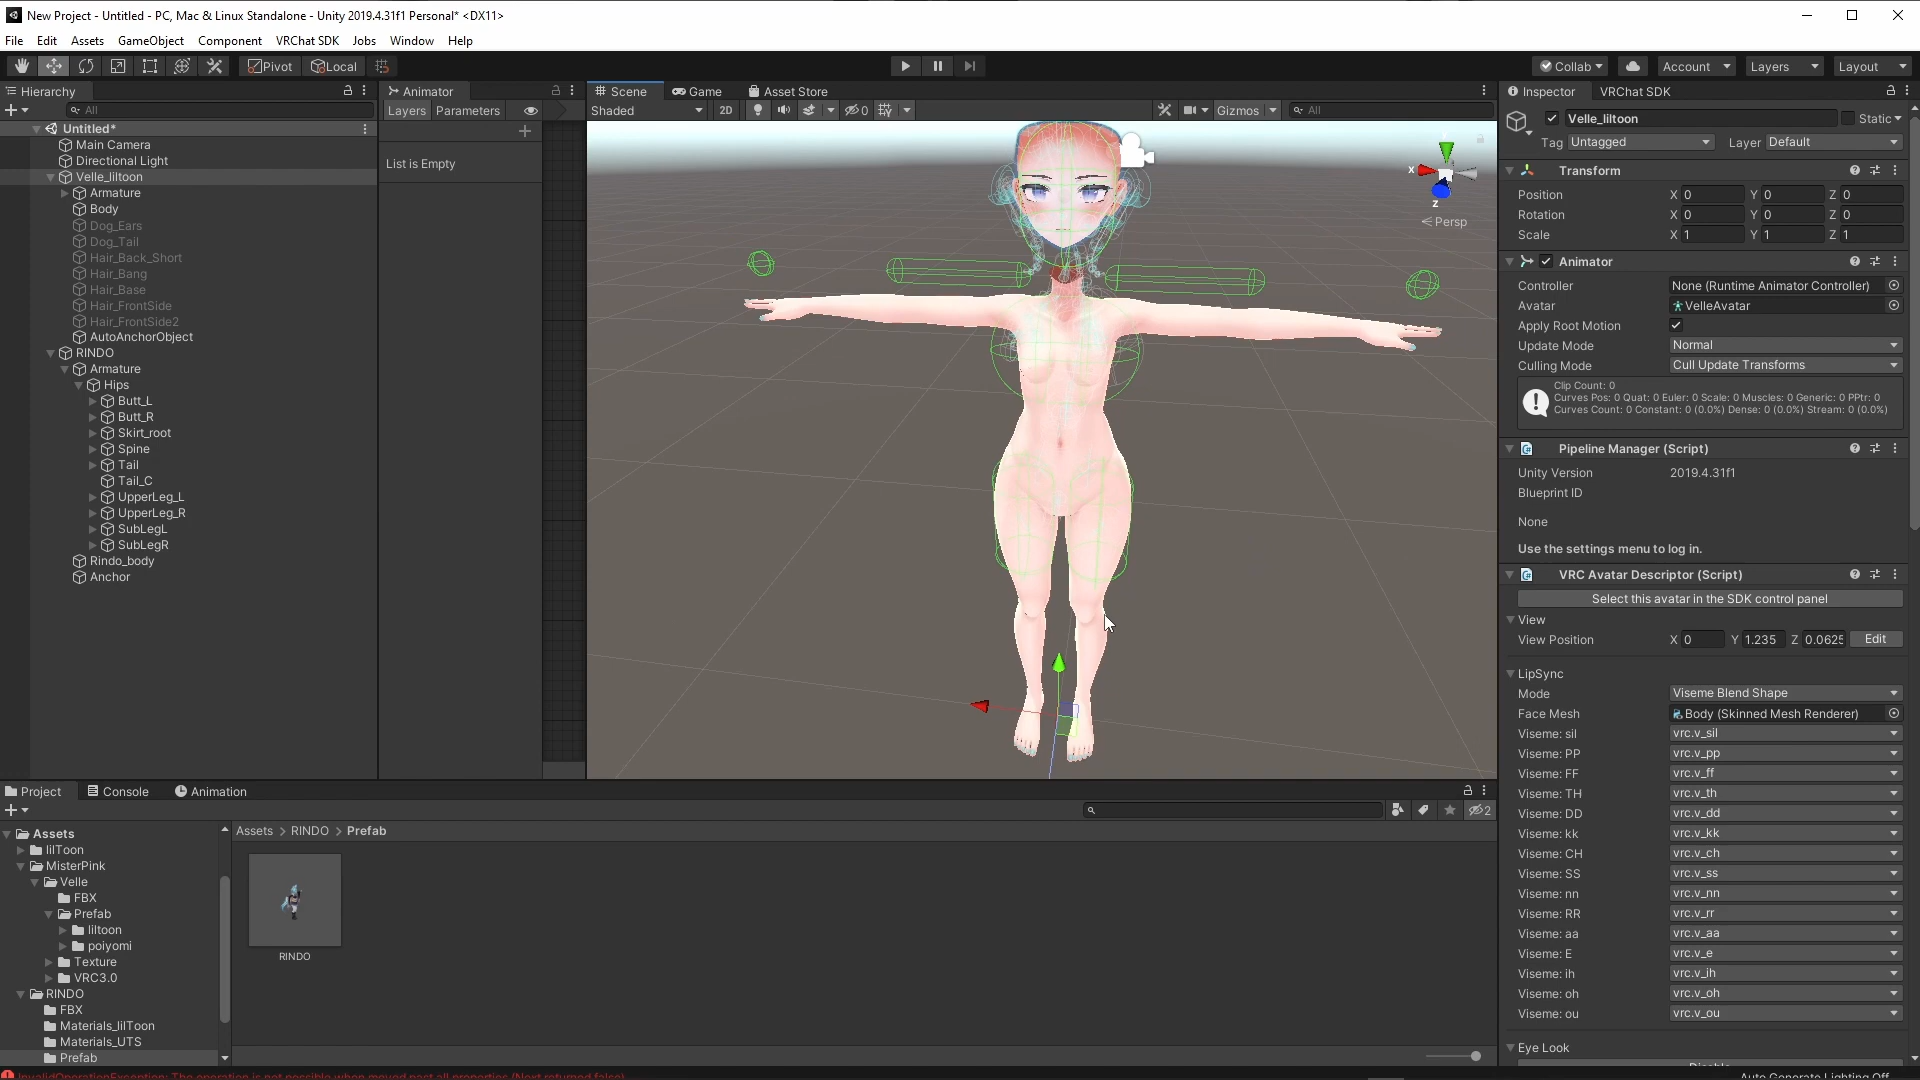 New Project - Untitled - PC, Mac & Linux Standalone - Unity 2019.4.31f1 Personal* <DX11>
File Edit Assets GameObject Component VRChat SDK Jobs Window Help
Pivot Local Collab Account Layers Layout
Hierarchy
All
Untitled*
Main Camera
Directional Light
Velle_liltoon
Armature
Body
Dog_Ears
Dog_Tail
Hair_Back_Short
Hair_Bang
Hair_Base
Hair_FrontSide
Hair_FrontSide2
AutoAnchorObject
RINDO
Armature
Hips
Butt_L
Butt_R
Skirt_root
Spine
Tail
Tail_C
UpperLeg_L
UpperLeg_R
SubLegL
SubLegR
Rindo_body
Anchor
Animator
Layers Parameters
List is Empty
Scene Game Asset Store
Shaded 2D 0 Gizmos All
x
z
Persp
Inspector VRChat SDK
Velle_liltoon Static
Tag Untagged Layer Default
Transform
Position X 0 Y 0 Z 0
Rotation X 0 Y 0 Z 0
Scale X 1 Y 1 Z 1
Animator
Controller None (Runtime Animator Controller)
Avatar VelleAvatar
Apply Root Motion
Update Mode Normal
Culling Mode Cull Update Transforms
Clip Count: 0
Curves Pos: 0 Quat: 0 Euler: 0 Scale: 0 Muscles: 0 Generic: 0 PPtr: 0
Curves Count: 0 Constant: 0 (0.0%) Dense: 0 (0.0%) Stream: 0 (0.0%)
Pipeline Manager (Script)
Unity Version 2019.4.31f1
Blueprint ID
None
Use the settings menu to log in.
VRC Avatar Descriptor (Script)
Select this avatar in the SDK control panel
View
View Position X 0 Y 1.235 Z 0.0625 Edit
LipSync
Mode Viseme Blend Shape
Face Mesh Body (Skinned Mesh Renderer)
Viseme: sil vrc.v_sil
Viseme: PP vrc.v_pp
Viseme: FF vrc.v_ff
Viseme: TH vrc.v_th
Viseme: DD vrc.v_dd
Viseme: kk vrc.v_kk
Viseme: CH vrc.v_ch
Viseme: SS vrc.v_ss
Viseme: nn vrc.v_nn
Viseme: RR vrc.v_rr
Viseme: aa vrc.v_aa
Viseme: E vrc.v_e
Viseme: ih vrc.v_ih
Viseme: oh vrc.v_oh
Viseme: ou vrc.v_ou
Eye Look
Project Console Animation
2
Assets
lilToon
MisterPink
Velle
FBX
Prefab
liltoon
poiyomi
Texture
VRC3.0
RINDO
FBX
Materials_lilToon
Materials_UTS
Prefab
Assets > RINDO > Prefab
RINDO
InvalidOperationException: The operation is not possible when moved past all properties (Next returned false)
Auto Generate Lighting Off